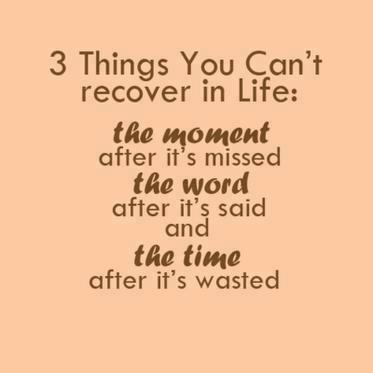 3 Things You Can't
recover in Life:
the moment
after it's missed
the word
after it's said
and
the time
after it's wasted